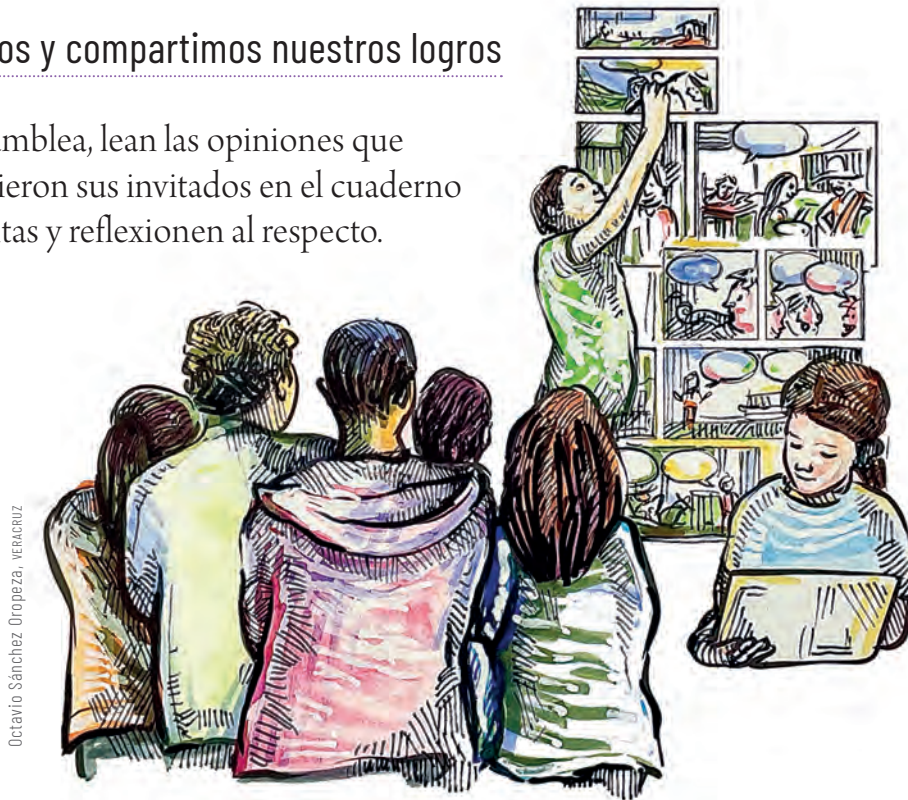 os y compartimos nuestros logros
amblea, lean las opiniones que
ieron sus invitados en el cuaderno
itas y reflexionen al respecto.
Octavio Sánchez Oropeza, VERACRUZ